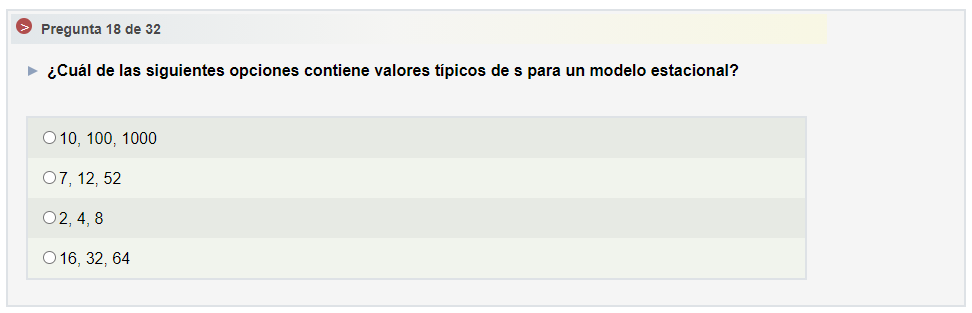 Pregunta 18 de 32
¿Cuál de las siguientes opciones contiene valores típicos de s para un modelo estacional?
10, 100, 1000
7, 12, 52
2, 4, 8
16, 32, 64